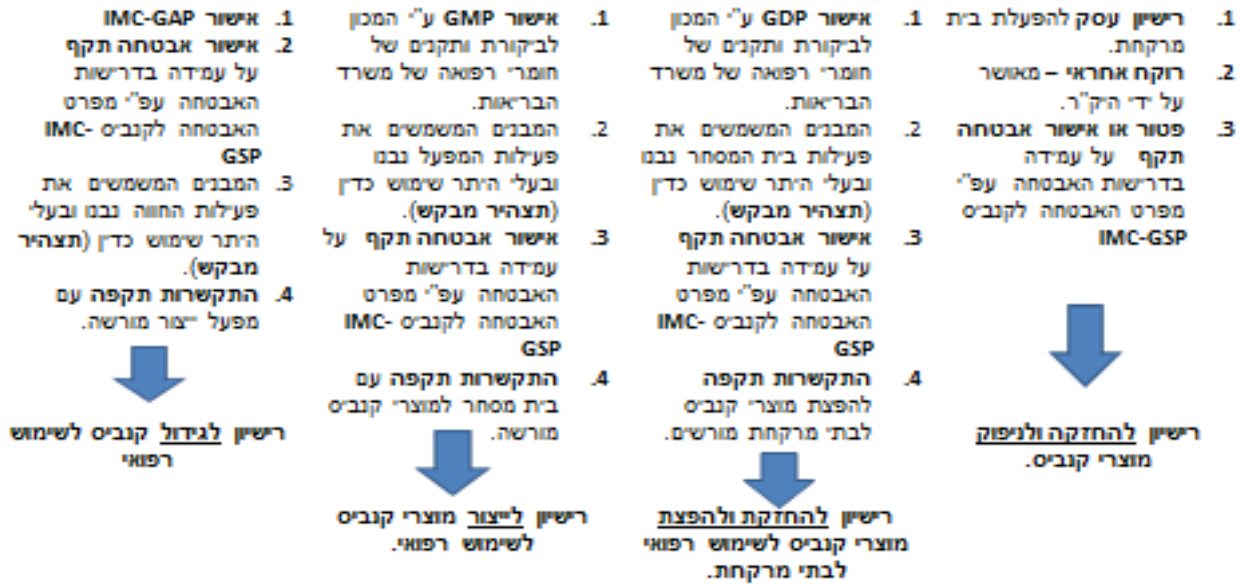 1. רישיון עסק להפעלת בית
מרקחת.
2. רוקח אחראי – מאושר
על ידי היק"ר.
3. פטור או אישור אבטחה
תקף על עמידה
בדרישות האבטחה עפ"י
מפרט האבטחה לקנביס
IMC-GSP
רישיון להחזקה ולניפוק
מוצרי קנביס.
1. אישור GDP ע"י המכון
לביקורת ותקנים של
חומרי רפואה של משרד
הבריאות.
2. המבנים המשמשים את
פעילות בית המסחר נבנו
ובעלי היתר שימוש כדין
(תצהיר מבקש).
3. אישור אבטחה תקף
על עמידה בדרישות
האבטחה עפ"י מפרט
האבטחה לקנביס IMC-
GSP
4. התקשרות תקפה
להפצת מוצרי קנביס
לבתי מרקחת מורשים.
רישיון להחזקת ולהפצת
מוצרי קנביס לשימוש רפואי
לבתי מרקחת.
1. אישור GMP ע"י המכון
לביקורת ותקנים של
חומרי רפואה של משרד
הבריאות.
2. המבנים המשמשים את
פעילות המפעל נבנו
ובעלי היתר שימוש כדין
(תצהיר מבקש).
3. אישור אבטחה תקף על
עמידה בדרישות
האבטחה עפ"י מפרט
האבטחה לקנביס IMC-
GSP
4. התקשרות תקפה עם
בית מסחר למוצרי קנביס
מורשה.
רישיון לייצור מוצרי קנביס
לשימוש רפואי.
1. אישור IMC-GAP
2. אישור אבטחה תקף
על עמידה בדרישות
האבטחה עפ"י מפרט
האבטחה לקנביס IMC-
GSP
3. המבנים המשמשים את
פעילות החווה נבנו ובעלי
היתר שימוש כדין (תצהיר
מבקש).
4. התקשרות תקפה עם
מפעל ייצור מורשה.
רישיון לגידול קנביס לשימוש
רפואי